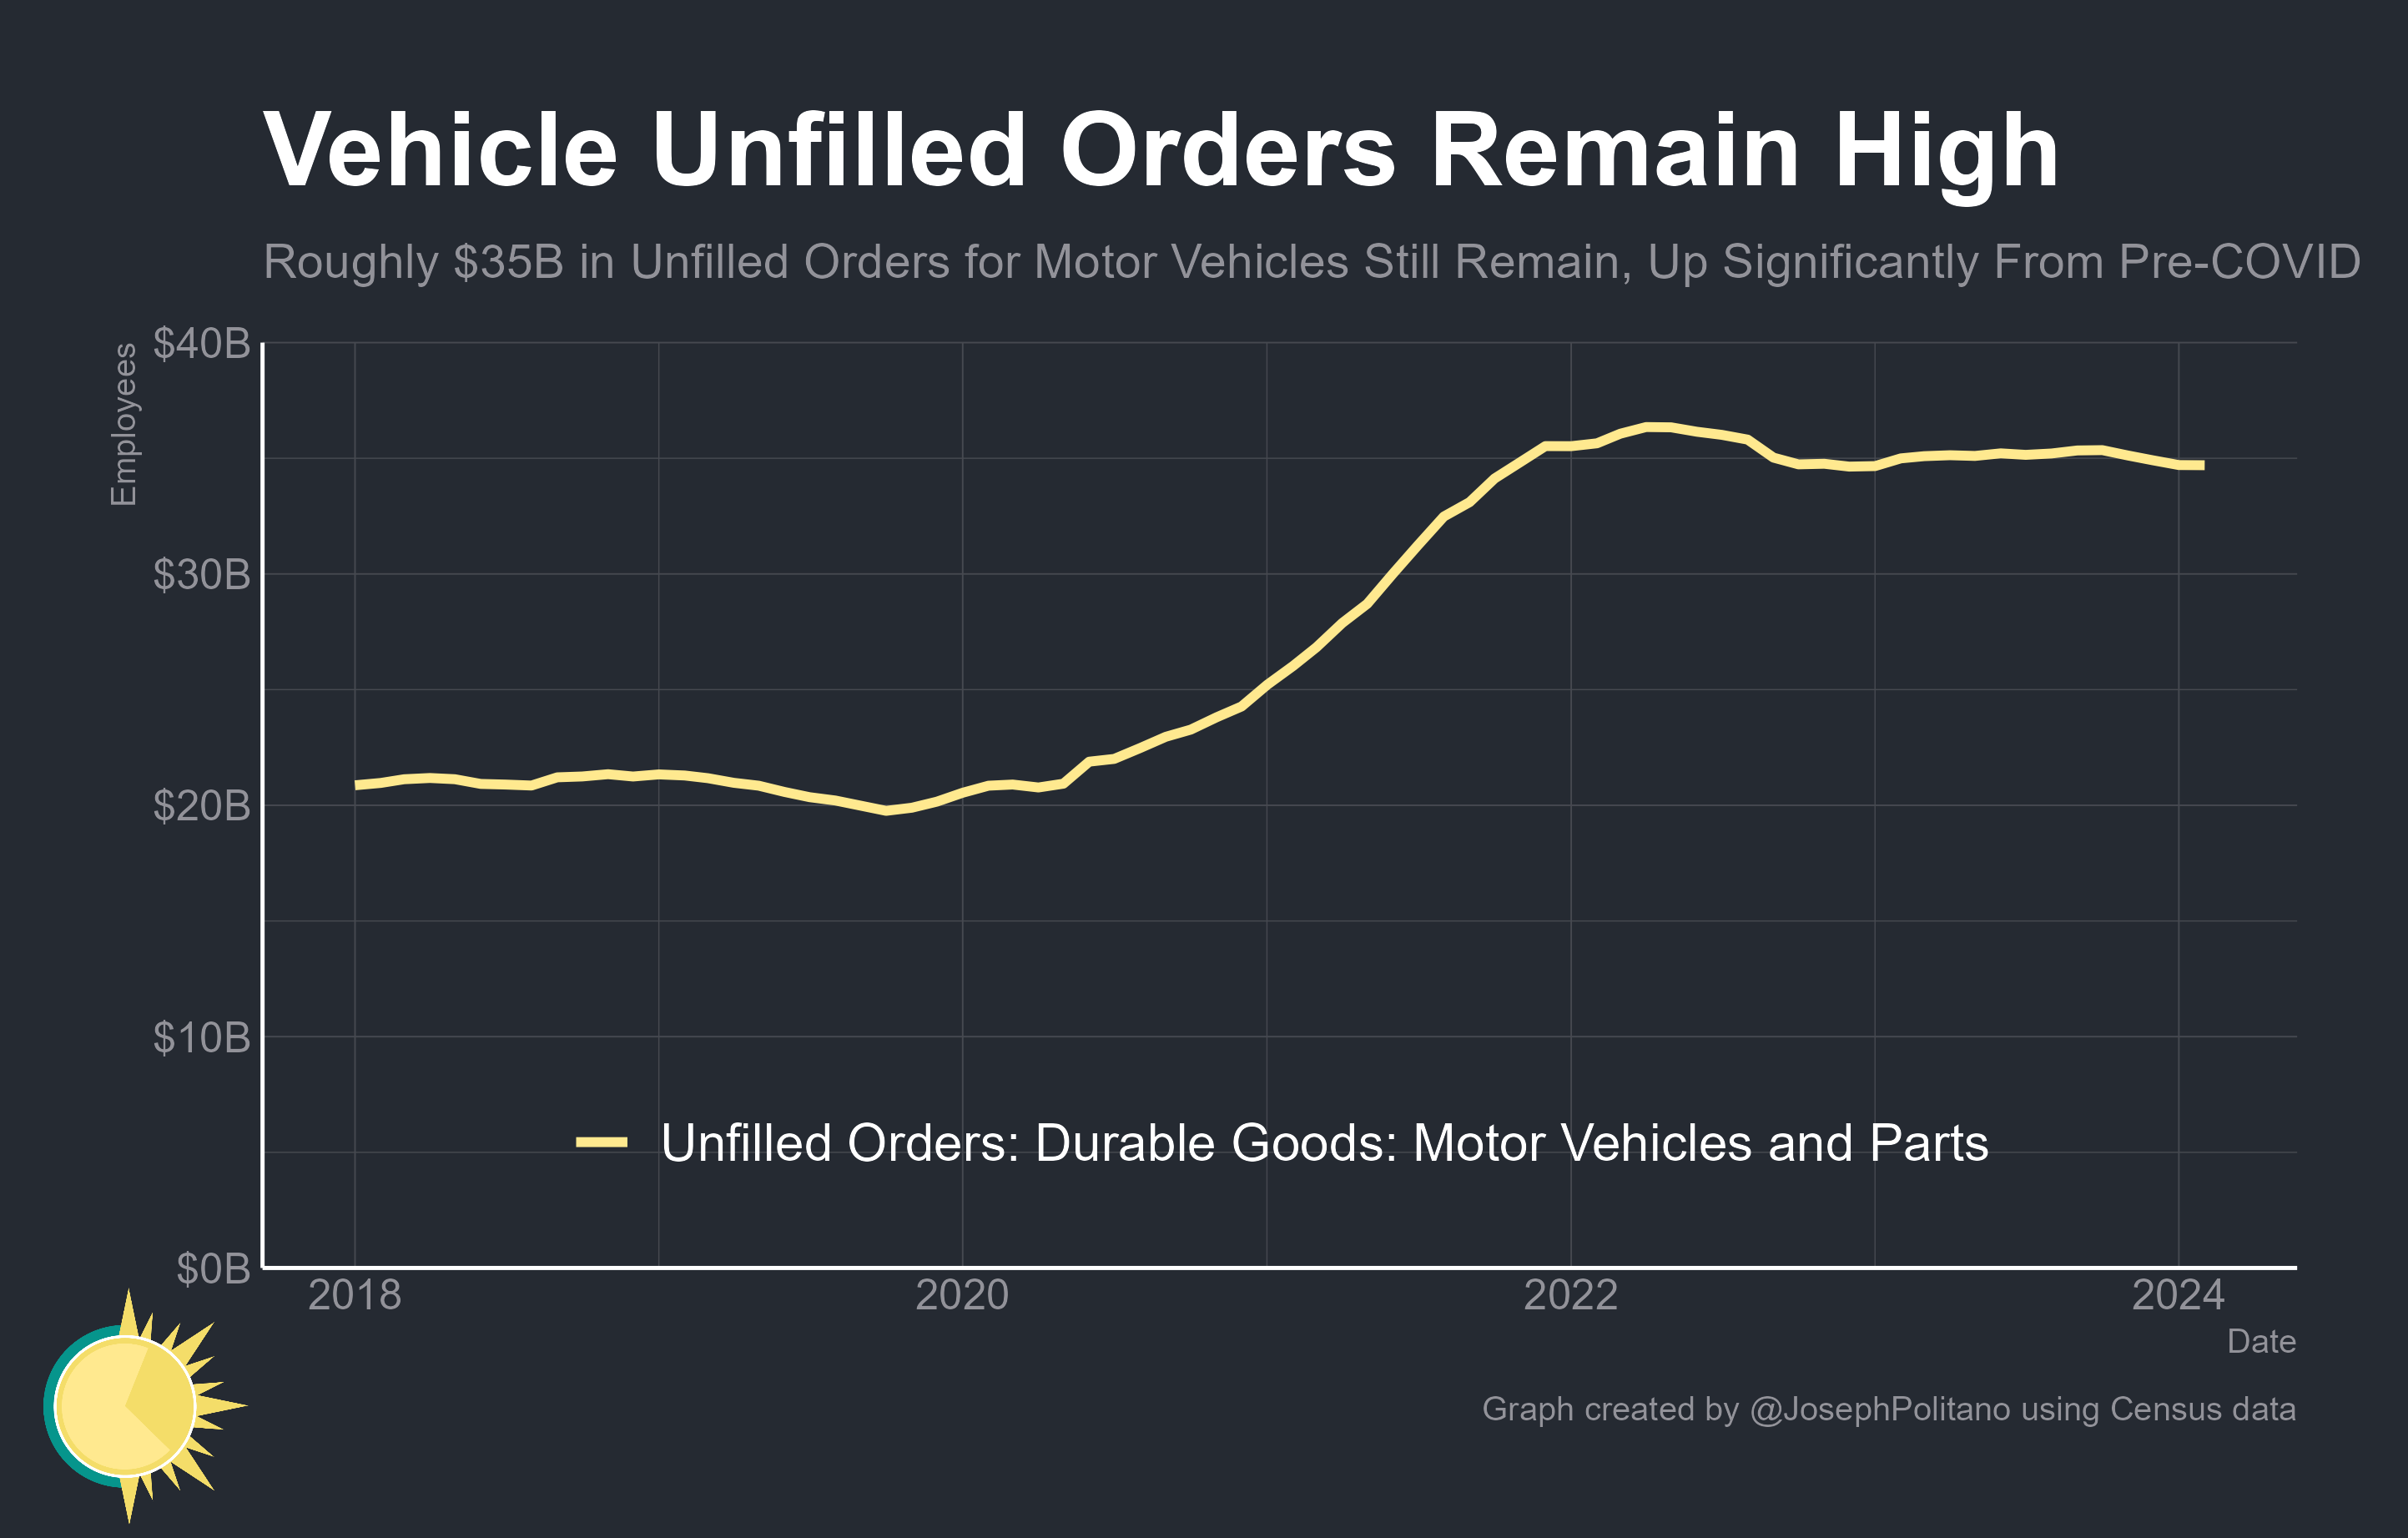 Vehicle Unfilled Orders Remain High
Roughly $35B in Unfilled Orders for Motor Vehicles Still Remain, Up Significantly From Pre-COVID
Employees
$40B
$30B
$20B
$10B
$0B
Unfilled Orders: Durable Goods: Motor Vehicles and Parts
2018
2020
2022
2024
Date
Graph created by @JosephPolitano using Census data